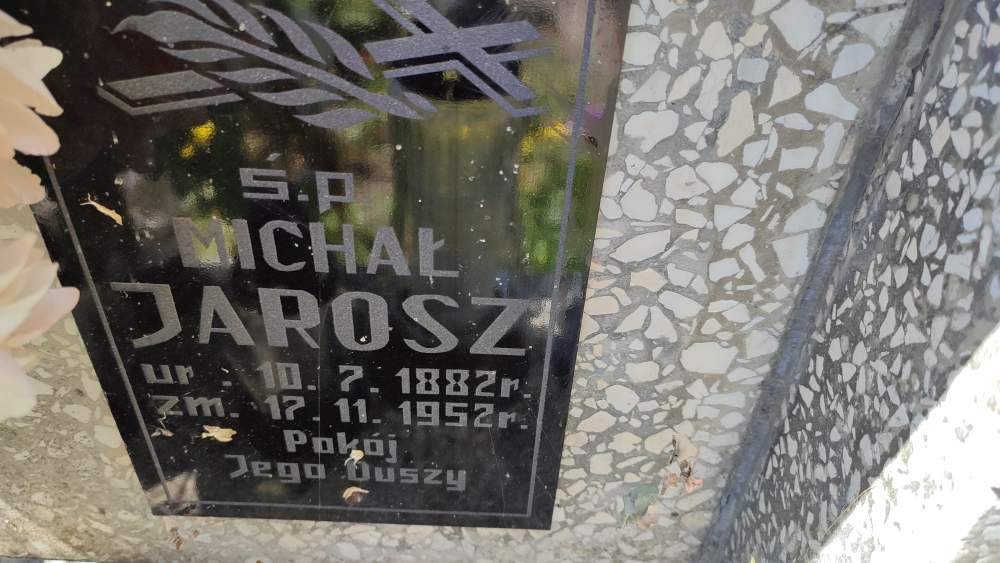 ś.p
MICHAŁ
JAROSZ
ur. 10. 7. 1882r.
zm. 17. 11. 1952r.
Pokój
Jego Duszy